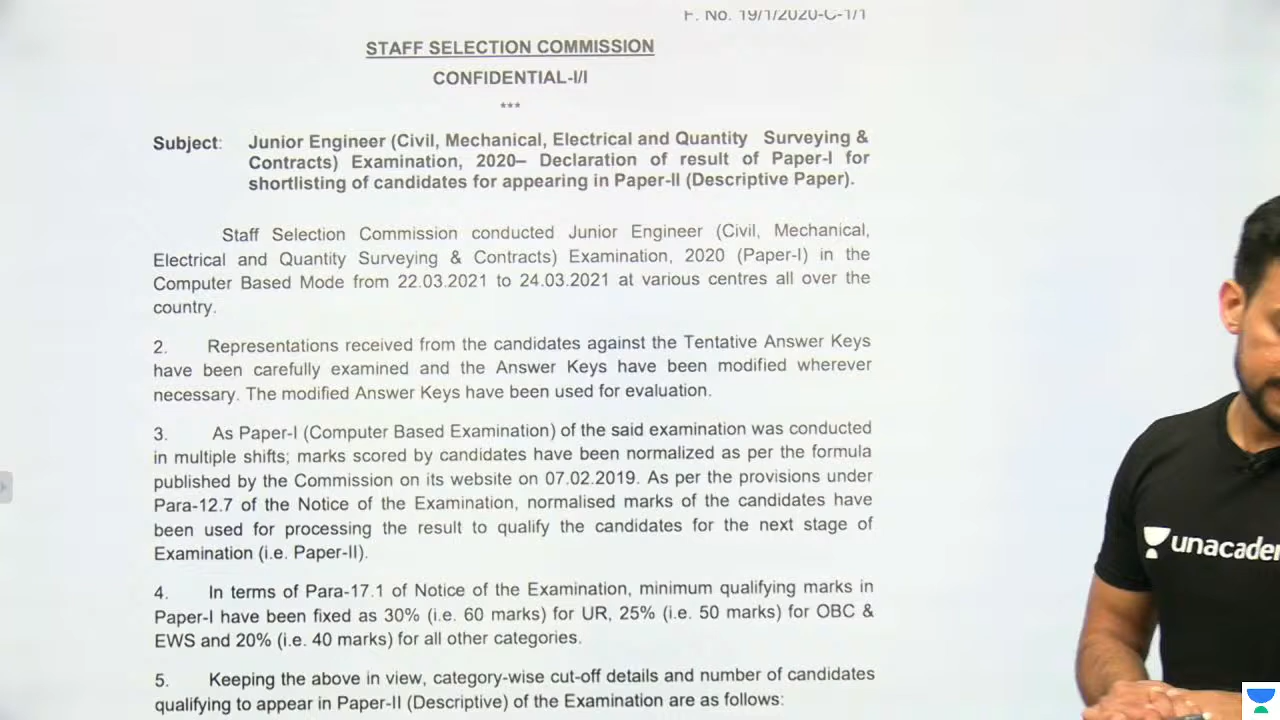 F. No. 19/1/2020-C-1/1
STAFF SELECTION COMMISSION
CONFIDENTIAL-I/I
***
Subject: Junior Engineer (Civil, Mechanical, Electrical and Quantity Surveying &
Contracts) Examination, 2020– Declaration of result of Paper-I for
shortlisting of candidates for appearing in Paper-II (Descriptive Paper).
Staff Selection Commission conducted Junior Engineer (Civil, Mechanical,
Electrical and Quantity Surveying & Contracts) Examination, 2020 (Paper-I) in the
Computer Based Mode from 22.03.2021 to 24.03.2021 at various centres all over the
country.
2. Representations received from the candidates against the Tentative Answer Keys
have been carefully examined and the Answer Keys have been modified wherever
necessary. The modified Answer Keys have been used for evaluation.
3. As Paper-I (Computer Based Examination) of the said examination was conducted
in multiple shifts; marks scored by candidates have been normalized as per the formula
published by the Commission on its website on 07.02.2019. As per the provisions under
Para-12.7 of the Notice of the Examination, normalised marks of the candidates have
been used for processing the result to qualify the candidates for the next stage of
Examination (i.e. Paper-II).
4. In terms of Para-17.1 of Notice of the Examination, minimum qualifying marks in
Paper-I have been fixed as 30% (i.e. 60 marks) for UR, 25% (i.e. 50 marks) for OBC &
EWS and 20% (i.e. 40 marks) for all other categories.
5. Keeping the above in view, category-wise cut-off details and number of candidates
qualifying to appear in Paper-II (Descriptive) of the Examination are as follows:
unacadem